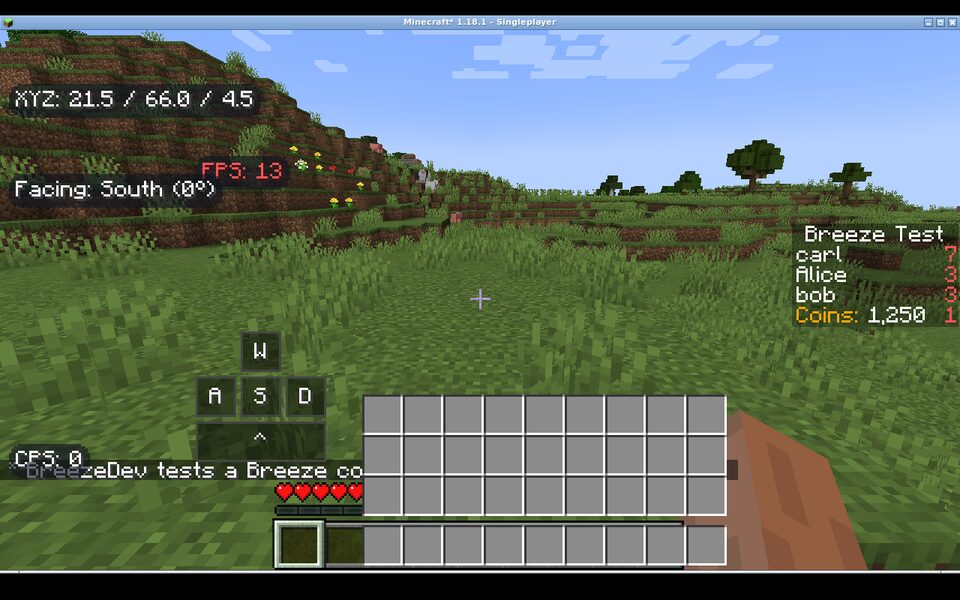 Minecraft* 1.18.1 - Singleplayer
XYZ: 21.5 / 66.0 / 4.5
FPS: 13
Facing: South (0°)
Breeze Test
carl 7
Alice 3
bob 3
Coins: 1,250 1
W
A S D
^
CPS: 0
BreezeDev tests a Breeze co